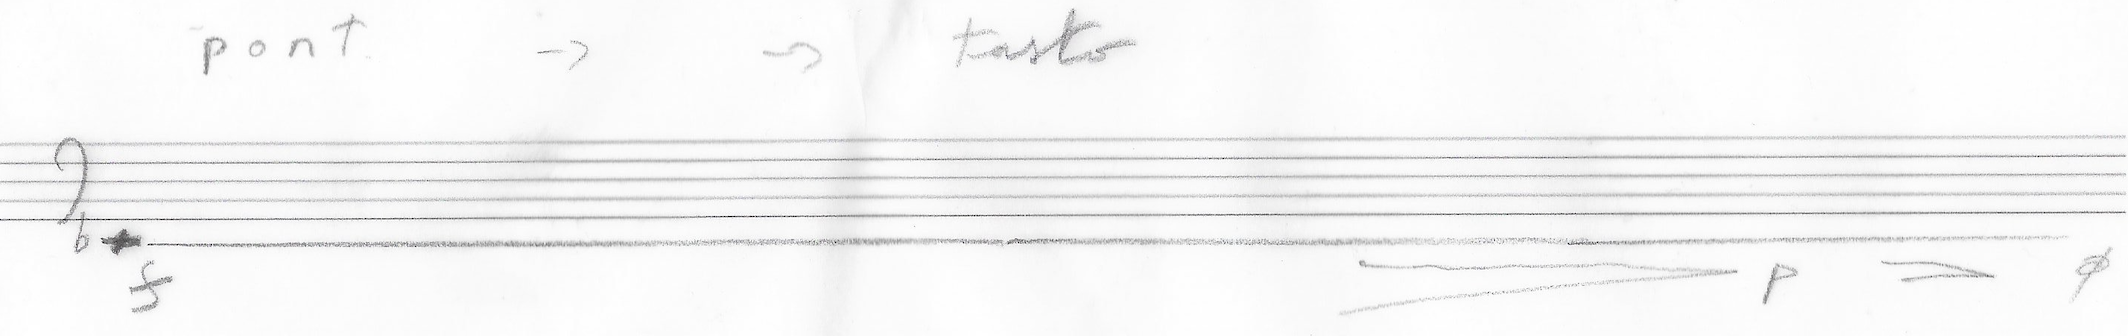 pont → → tasto
b
f p ø